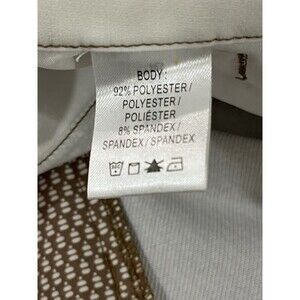 BODY:
92% POLYESTER/
POLYESTER/
POLIÉSTER
8% SPANDEX/
SPANDEX/SPANDEX